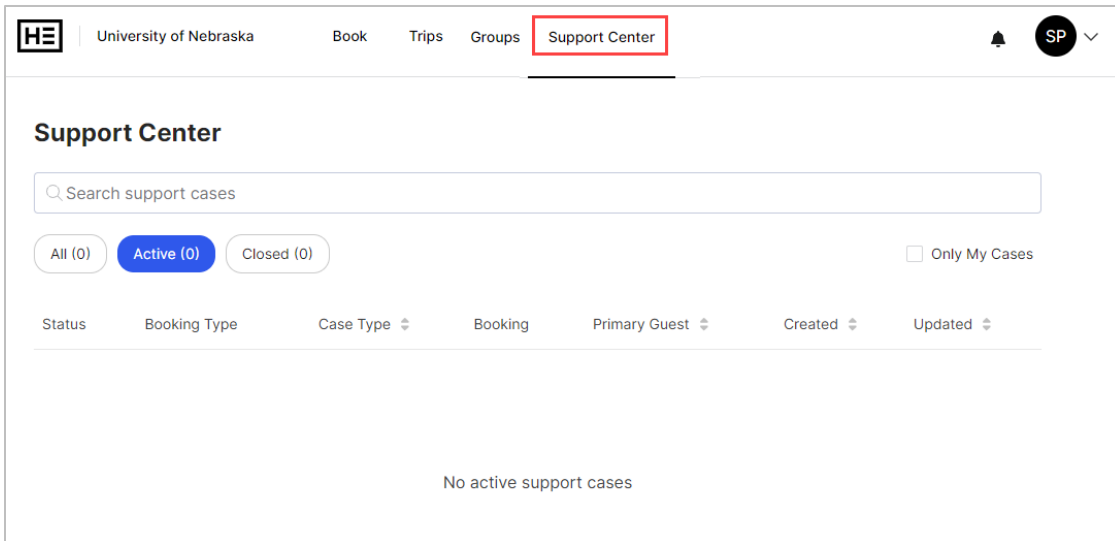 HE University of Nebraska Book Trips Groups Support Center SP
Support Center
Search support cases
All (0) Active (0) Closed (0) Only My Cases
Status Booking Type Case Type Booking Primary Guest Created Updated
No active support cases